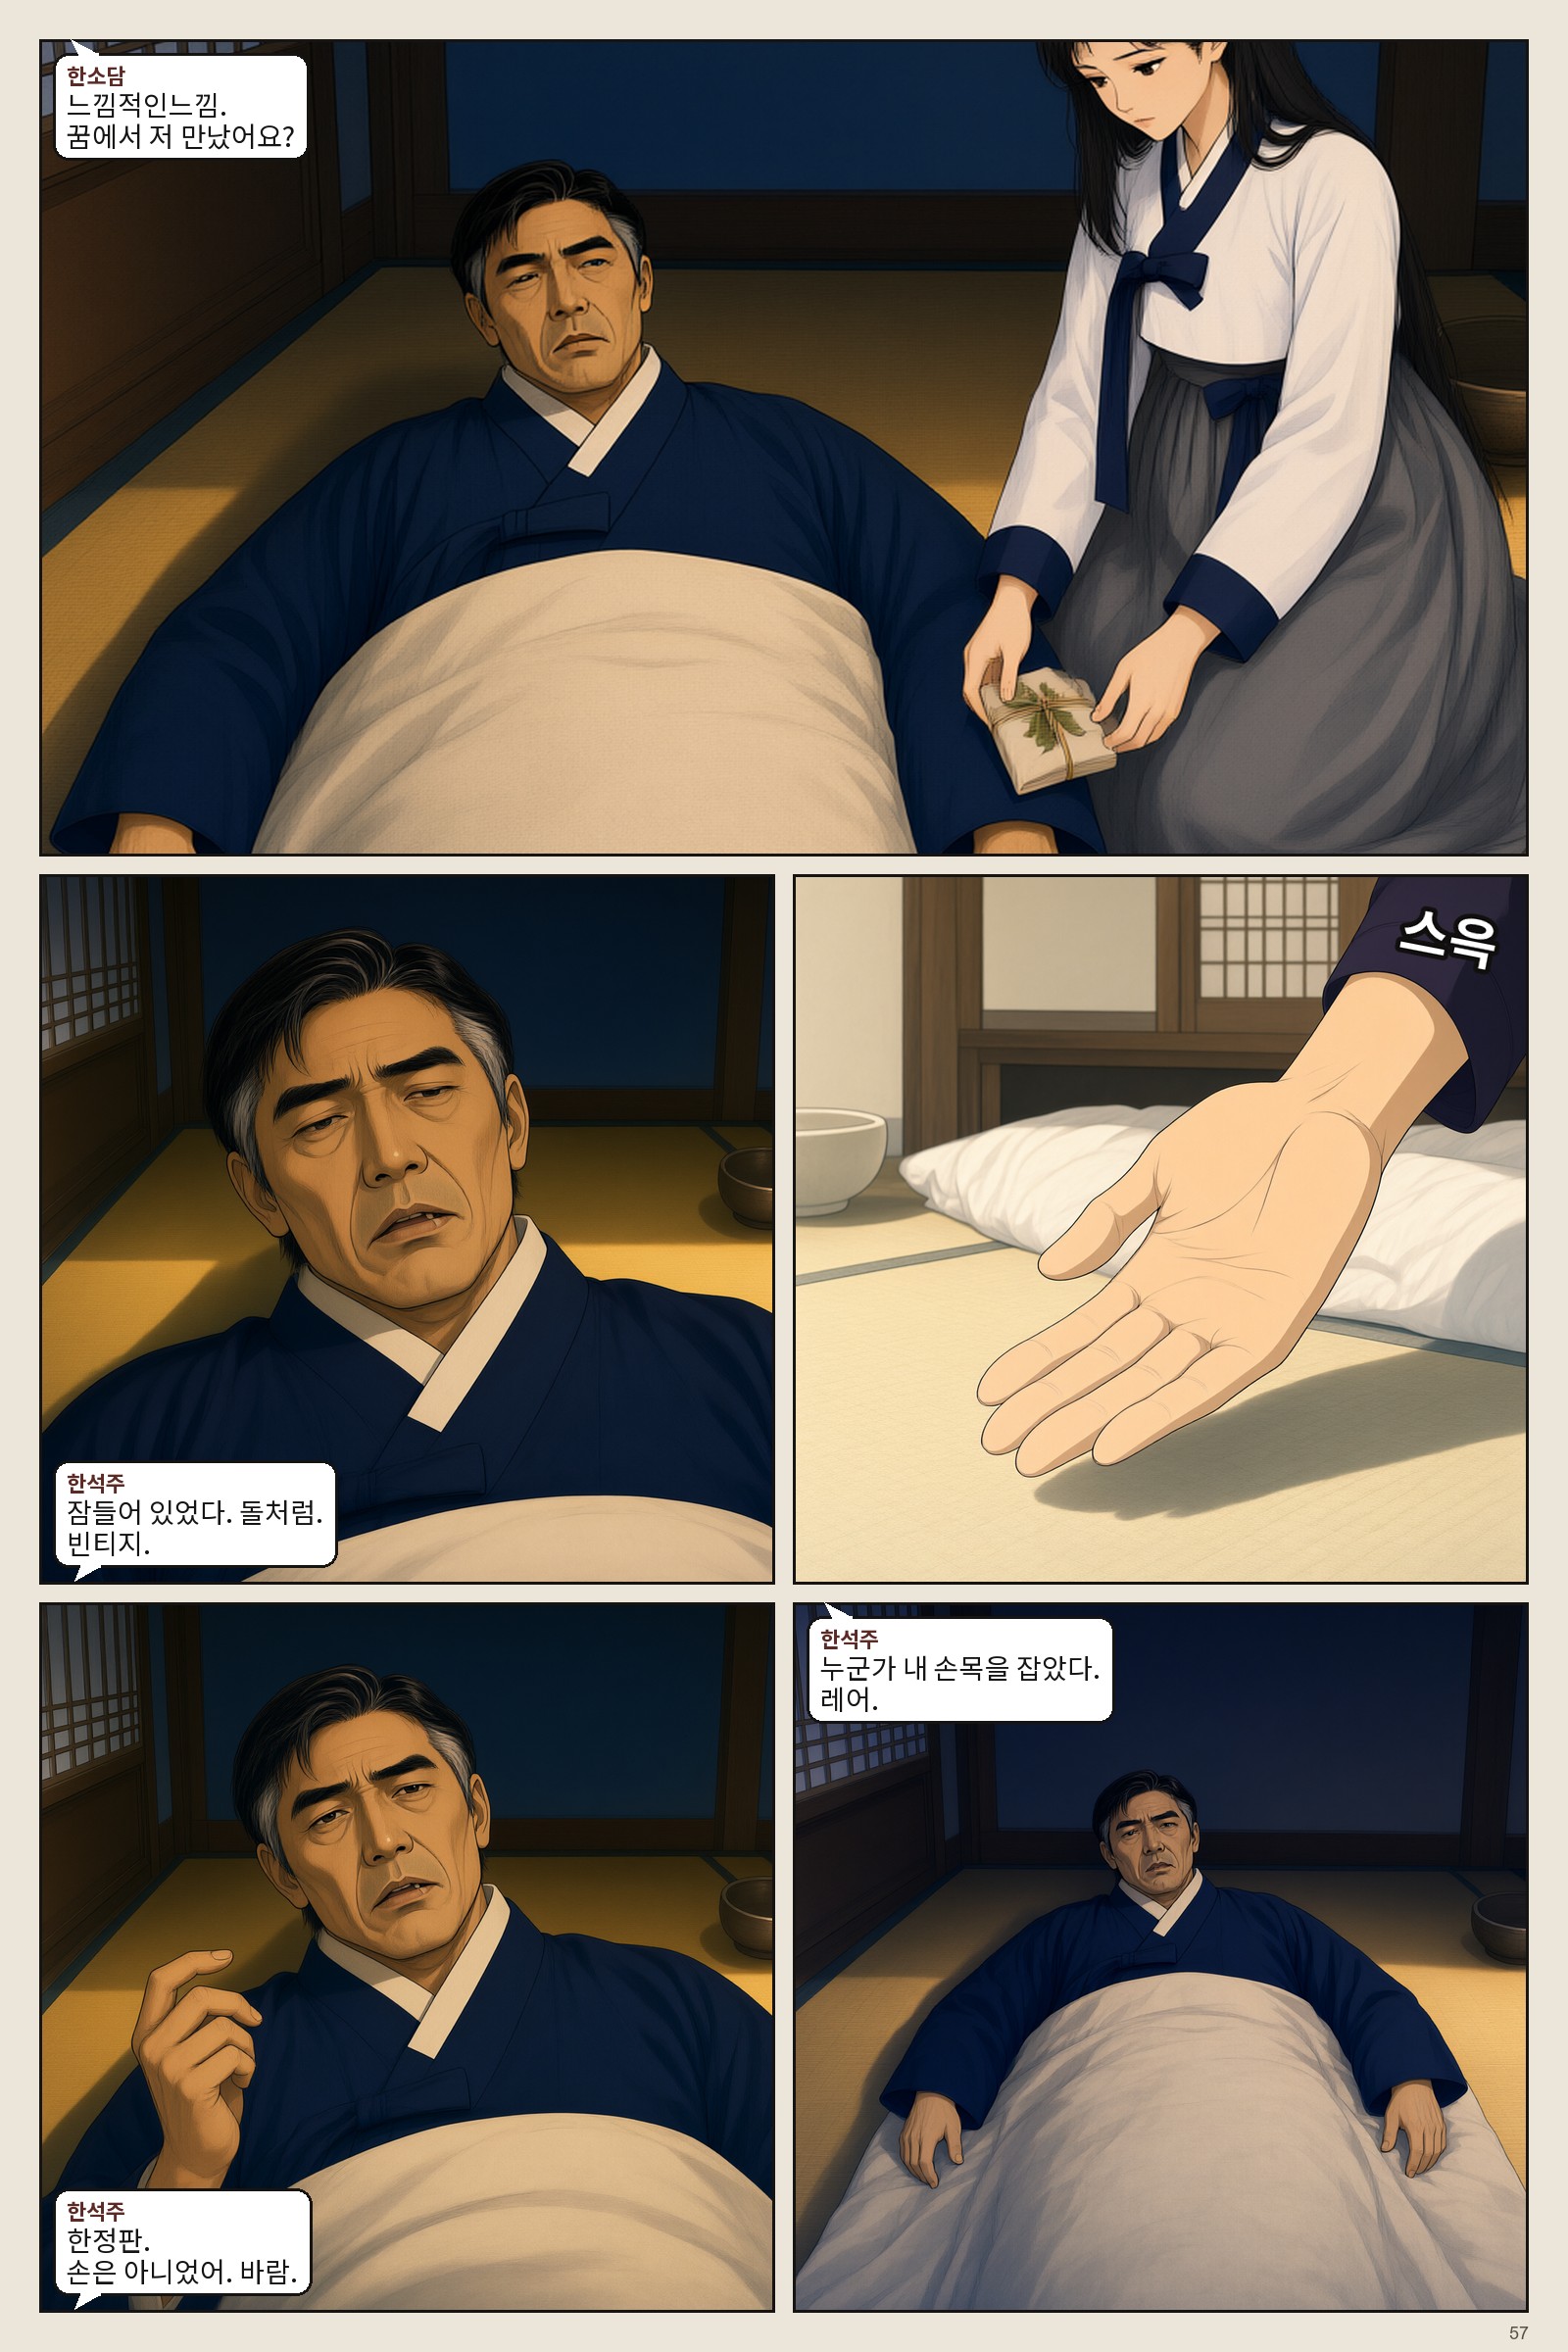 한소담
느낌적인느낌.
꿈에서 저 만났어요?
한석주
잠들어 있었다. 돌처럼.
빈티지.
스윽
한석주
한정판.
손은 아니었어. 바람.
한석주
누군가 내 손목을 잡았다.
레어.
57